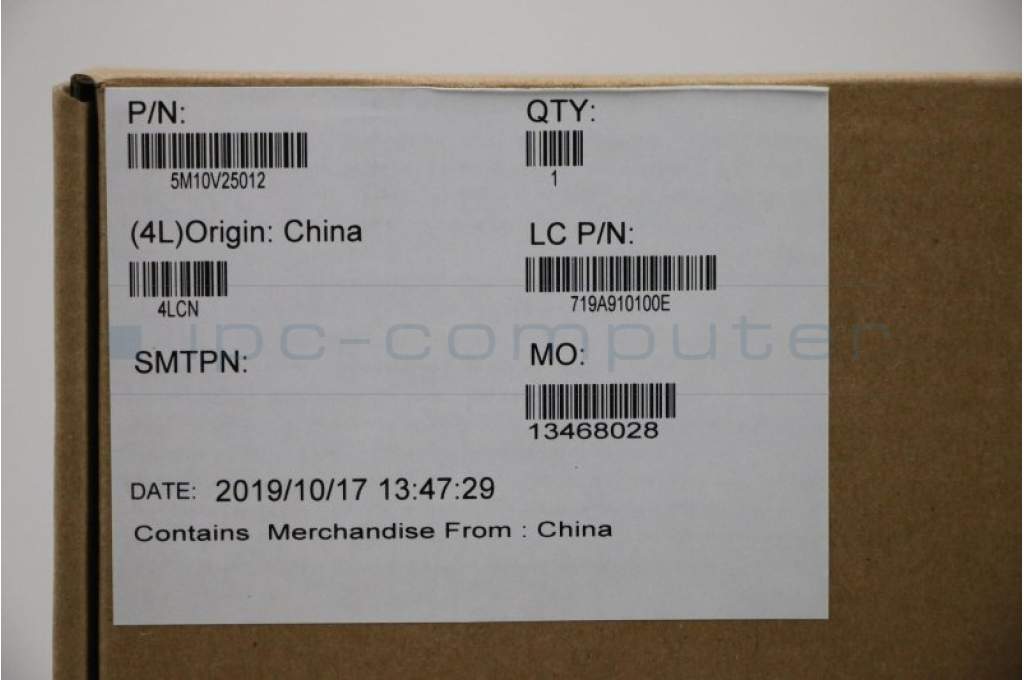 P/N:
5M10V25012
QTY:
1
(4L)Origin: China
4LCN
LC P/N:
719A910100E
ipc-computer
SMTPN:
MO:
13468028
DATE: 2019/10/17 13:47:29
Contains Merchandise From : China